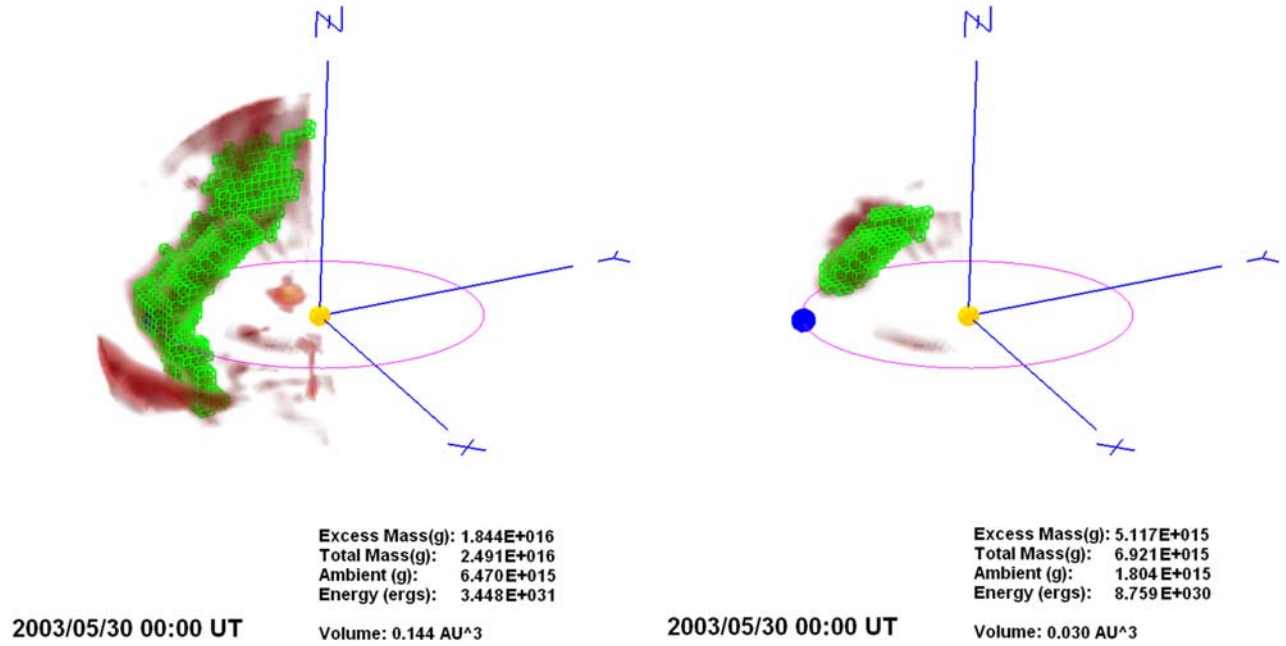 Z
Y
X
Excess Mass(g): 1.844E+016
Total Mass(g): 2.491E+016
Ambient (g): 6.470E+015
Energy (ergs): 3.448E+031
2003/05/30 00:00 UT
Volume: 0.144 AU^3
Z
Y
X
Excess Mass(g): 5.117E+015
Total Mass(g): 6.921E+015
Ambient (g): 1.804E+015
Energy (ergs): 8.759E+030
2003/05/30 00:00 UT
Volume: 0.030 AU^3